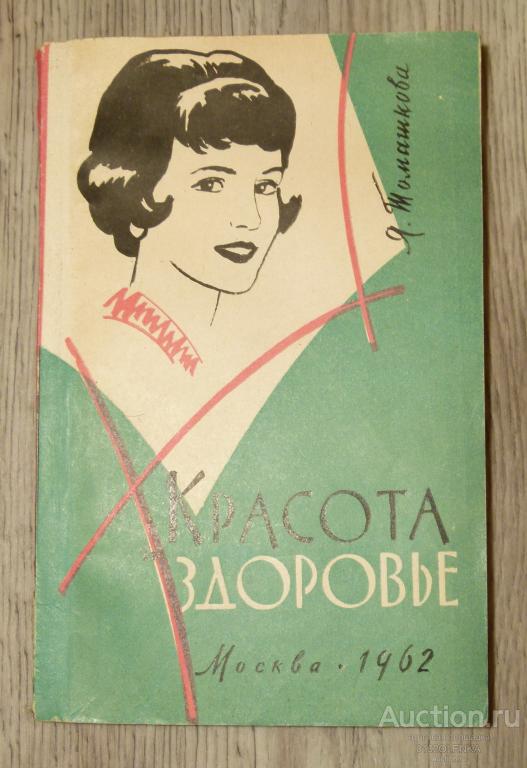 Я. Томашкова
КРАСОТА
ЗДОРОВЬЕ
Москва · 1962
Auction.ru